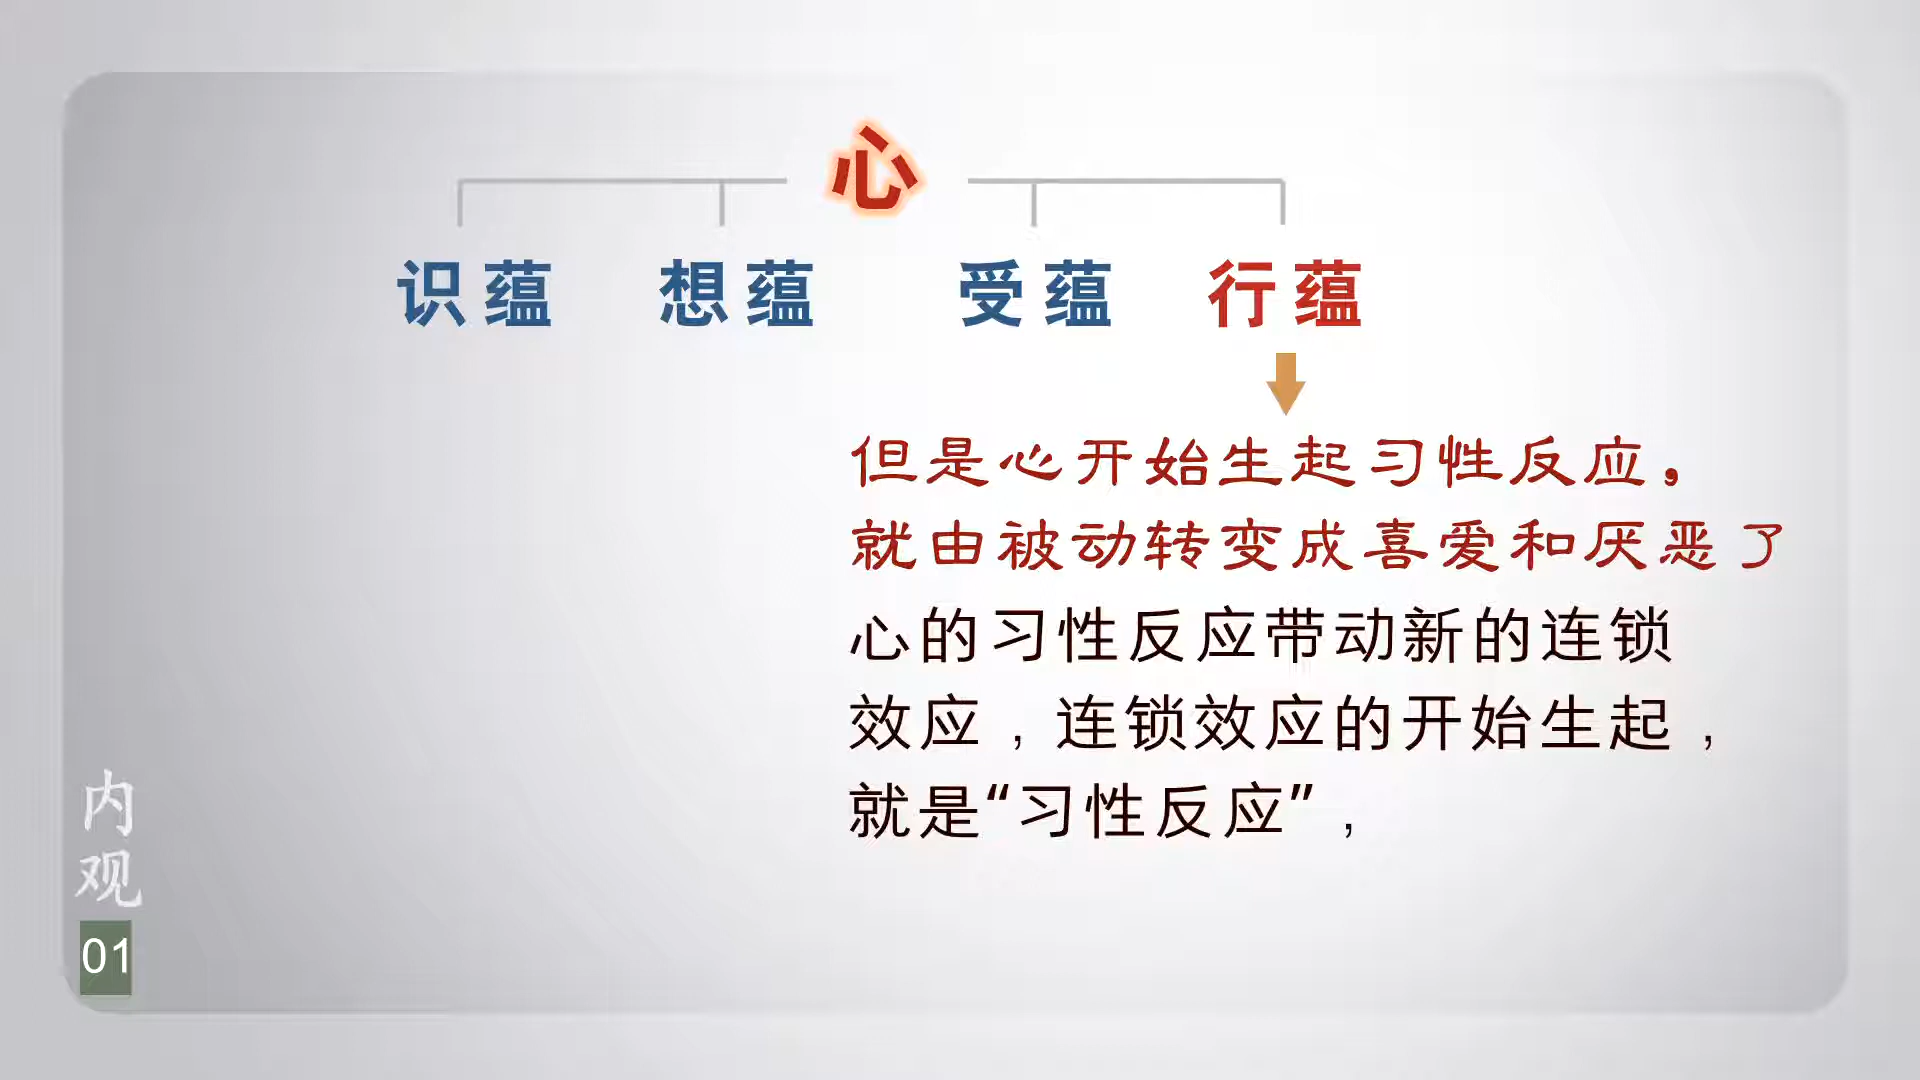 心
识蕴 想蕴 受蕴 行蕴
但是心开始生起习性反应，
就由被动转变成喜爱和厌恶了
心的习性反应带动新的连锁
效应，连锁效应的开始生起，
就是“习性反应”，
内观
01